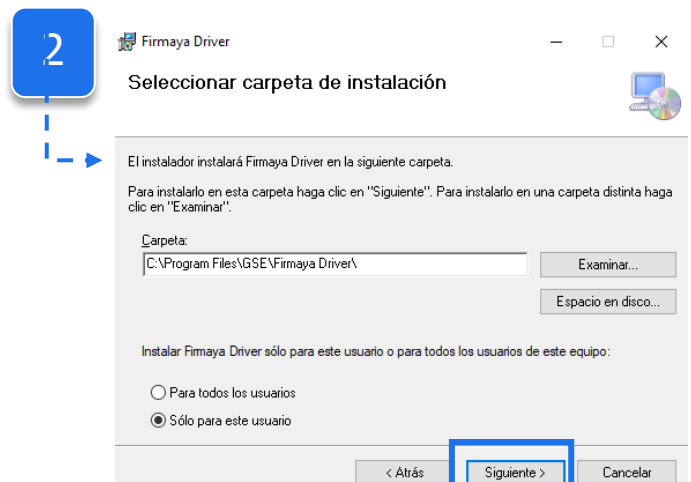 2
Firmaya Driver
Seleccionar carpeta de instalación
El instalador instalará Firmaya Driver en la siguiente carpeta.
Para instalarlo en esta carpeta haga clic en "Siguiente". Para instalarlo en una carpeta distinta haga
clic en "Examinar".
Carpeta:
C:\Program Files\GSE\Firmaya Driver\
Examinar...
Espacio en disco...
Instalar Firmaya Driver sólo para este usuario o para todos los usuarios de este equipo:
Para todos los usuarios
Sólo para este usuario
< Atrás Siguiente > Cancelar